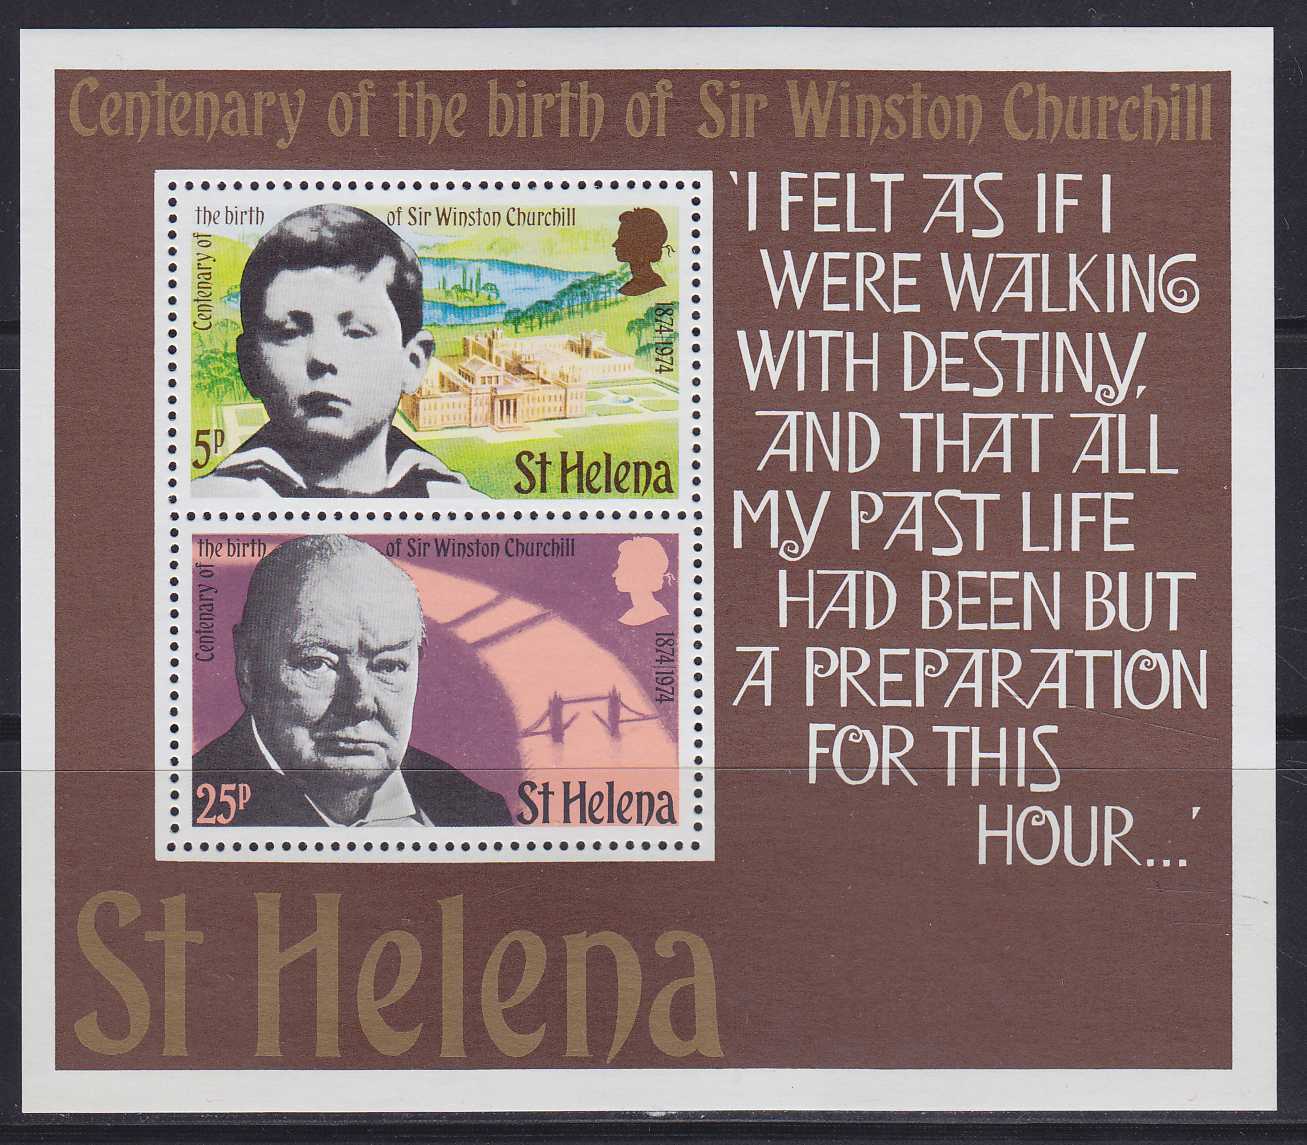 Centenary of the birth of Sir Winston Churchill
the birth of Sir Winston Churchill
Centenary of
1874|1974
5p
St Helena
the birth of Sir Winston Churchill
Centenary of
1874|1974
25p
St Helena
'I FELT AS IF I
WERE WALKING
WITH DESTINY,
AND THAT ALL
MY PAST LIFE
HAD BEEN BUT
A PREPARATION
FOR THIS
HOUR...'
St Helena